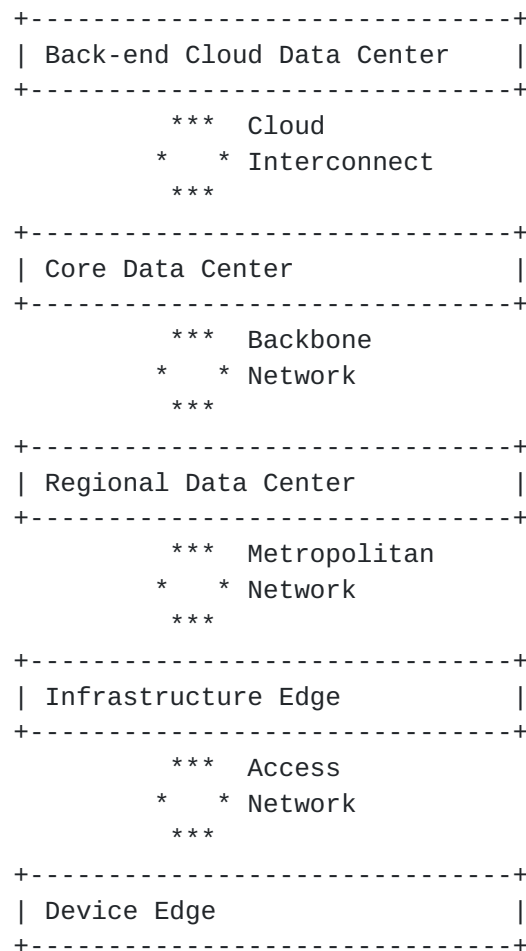 +-------------------------------+
| Back-end Cloud Data Center    |
+-------------------------------+
          ***  Cloud
         *   * Interconnect
          ***
+-------------------------------+
| Core Data Center              |
+-------------------------------+
          ***  Backbone
         *   * Network
          ***
+-------------------------------+
| Regional Data Center          |
+-------------------------------+
          ***  Metropolitan
         *   * Network
          ***
+-------------------------------+
| Infrastructure Edge           |
+-------------------------------+
          ***  Access
         *   * Network
          ***
+-------------------------------+
| Device Edge                   |
+-------------------------------+